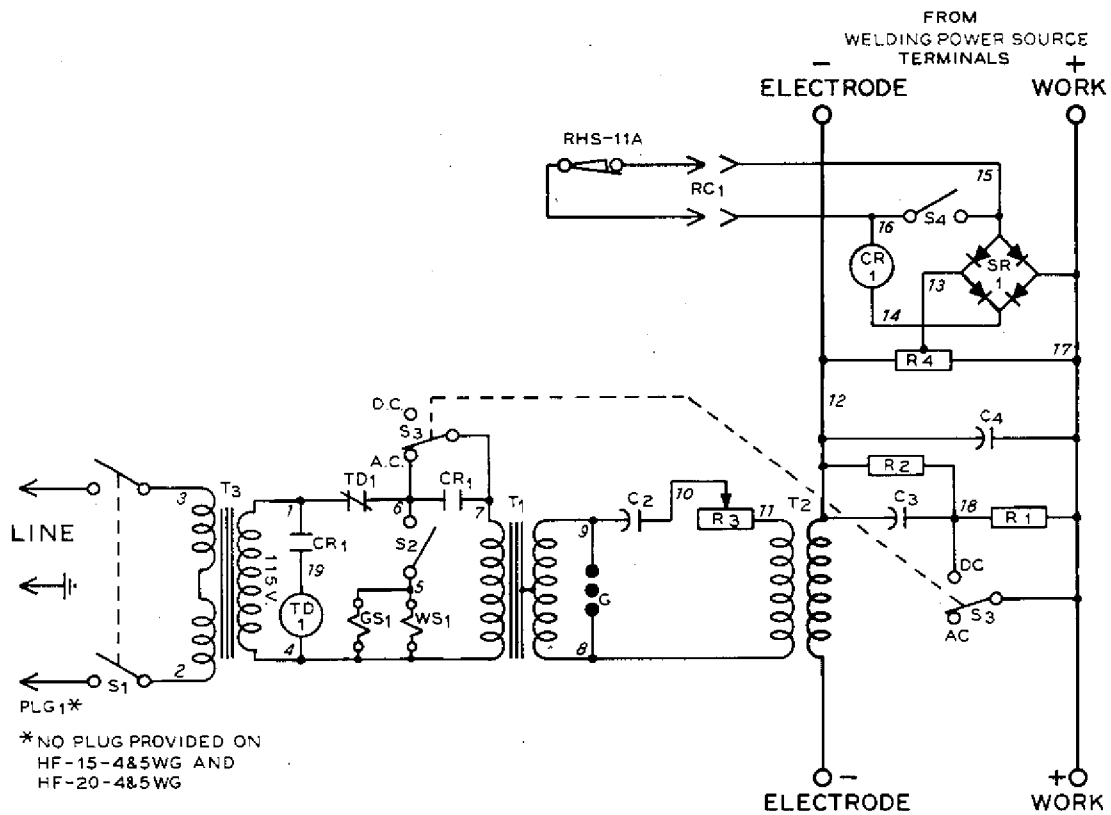 FROM
WELDING POWER SOURCE
TERMINALS
- +
ELECTRODE WORK
RHS-11A
RC1
15
16
S4
CR
1
SR
1
13
14
R4
17
12
D.C.
S3
A.C.
C4
R2
3
T3
1
TD1
6
CR1
7
T1
C2
10
R3
11
T2
C3
18
R1
LINE
CR1
19
115V.
S2
5
9
G
DC
S3
AC
TD
1
GS1
WS1
4
8
2
S1
PLG1*
*NO PLUG PROVIDED ON
HF-15-4&5WG AND
HF-20-4&5WG
- +
ELECTRODE WORK